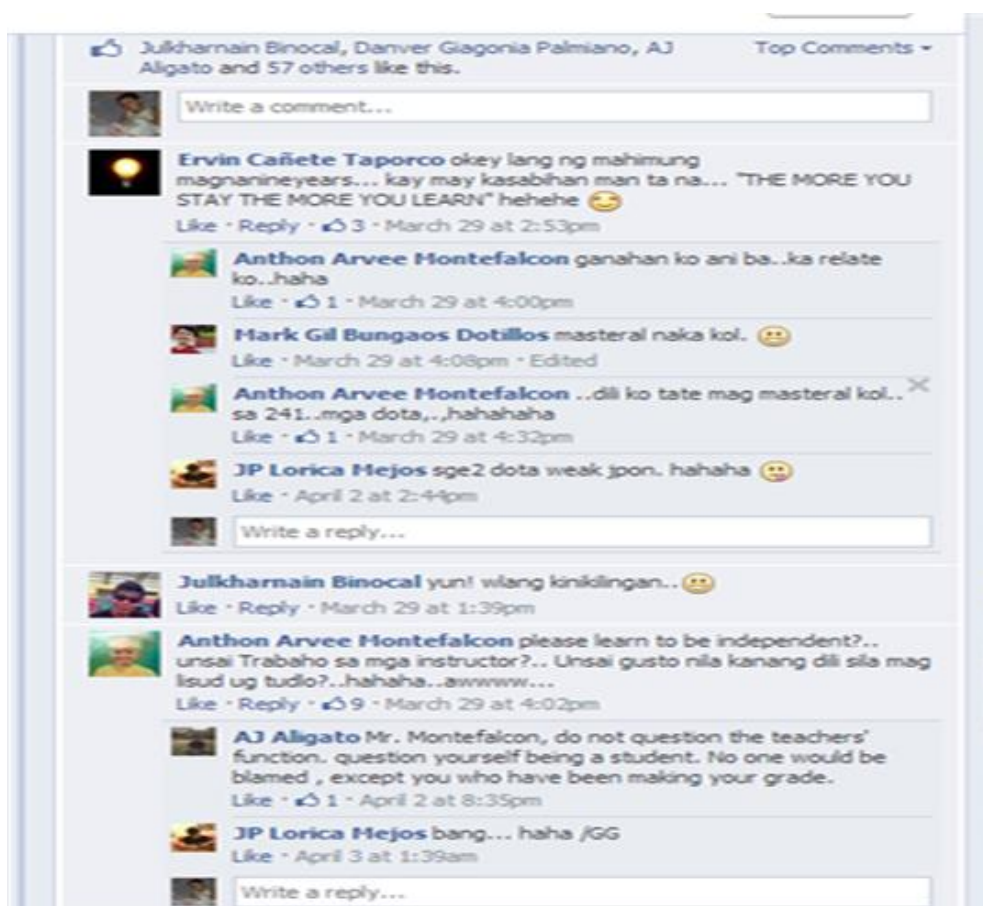 Julkharnain Binocal, Danver Giagonia Palmiano, AJ Top Comments
Aligato and 57 others like this.
Write a comment...
Ervin Cañete Taporco okey lang ng mahimung
magnanineyears... kay may kasabihan man ta na... "THE MORE YOU
STAY THE MORE YOU LEARN" hehehe
Like · Reply · 3 · March 29 at 2:53pm
Anthon Arvee Montefalcon ganahan ko ani ba..ka relate
ko..haha
Like · 1 · March 29 at 4:00pm
Mark Gil Bungaos Dotillos masteral naka kol.
Like · March 29 at 4:08pm · Edited
Anthon Arvee Montefalcon ..dili ko tate mag masteral kol..
sa 241..mga dota,.,hahahaha
Like · 1 · March 29 at 4:32pm
JP Lorica Mejos sge2 dota weak jpon. hahaha
Like · April 2 at 2:44pm
Write a reply...
Julkharnain Binocal yun! wlang kinikilingan..
Like · Reply · March 29 at 1:39pm
Anthon Arvee Montefalcon please learn to be independent?..
unsai Trabaho sa mga instructor?.. Unsai gusto nila kanang dili sila mag
lisud ug tudlo?..hahaha..awwww...
Like · Reply · 9 · March 29 at 4:02pm
AJ Aligato Mr. Montefalcon, do not question the teachers'
function. question yourself being a student. No one would be
blamed , except you who have been making your grade.
Like · 1 · April 2 at 8:35pm
JP Lorica Mejos bang... haha /GG
Like · April 3 at 1:39am
Write a reply...